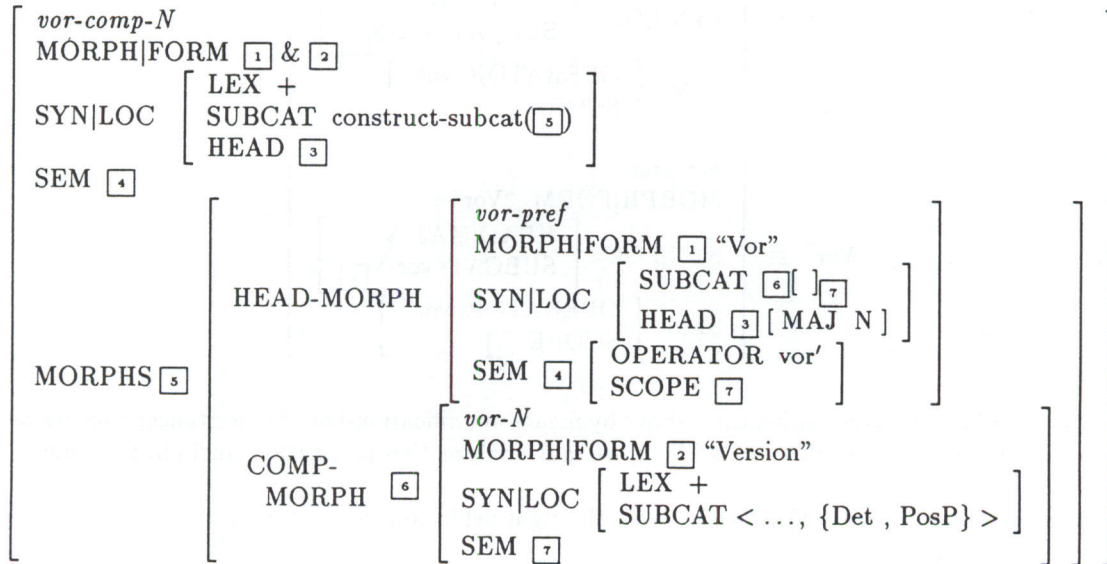 vor-comp-N
MORPH|FORM 1 & 2
SYN|LOC [ LEX +
SUBCAT construct-subcat(5)
HEAD 3 ]
SEM 4
MORPHS 5
HEAD-MORPH
vor-pref
MORPH|FORM 1 “Vor”
SYN|LOC [ SUBCAT 6 [ ] 7
HEAD 3 [ MAJ N ] ]
SEM 4 [ OPERATOR vor′
SCOPE 7 ]
COMP-
MORPH 6
vor-N
MORPH|FORM 2 “Version”
SYN|LOC [ LEX +
SUBCAT < ..., {Det , PosP} > ]
SEM 7